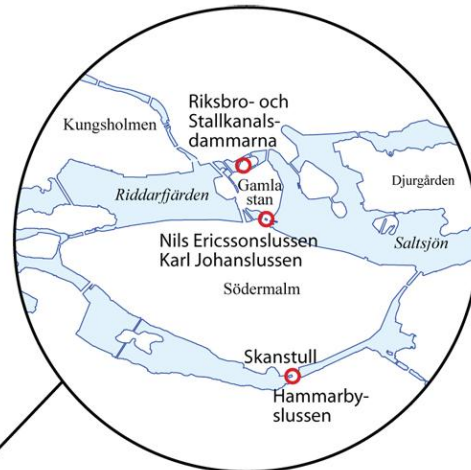 Riksbro- och
Stallkanals-
dammarna
Kungsholmen
Gamla
stan
Djurgården
Riddarfjärden
Saltsjön
Nils Ericssonslussen
Karl Johanslussen
Södermalm
Skanstull
Hammarby-
slussen